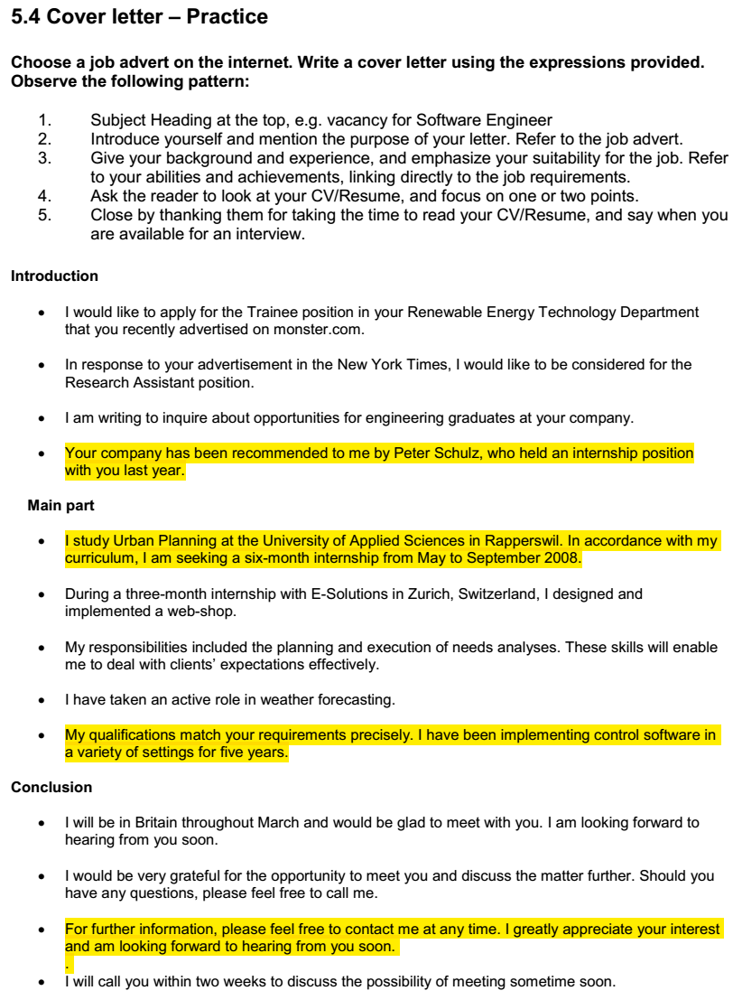 5.4 Cover letter – Practice
Choose a job advert on the internet. Write a cover letter using the expressions provided.
Observe the following pattern:
1. Subject Heading at the top, e.g. vacancy for Software Engineer
2. Introduce yourself and mention the purpose of your letter. Refer to the job advert.
3. Give your background and experience, and emphasize your suitability for the job. Refer
to your abilities and achievements, linking directly to the job requirements.
4. Ask the reader to look at your CV/Resume, and focus on one or two points.
5. Close by thanking them for taking the time to read your CV/Resume, and say when you
are available for an interview.
Introduction
• I would like to apply for the Trainee position in your Renewable Energy Technology Department
that you recently advertised on monster.com.
• In response to your advertisement in the New York Times, I would like to be considered for the
Research Assistant position.
• I am writing to inquire about opportunities for engineering graduates at your company.
• Your company has been recommended to me by Peter Schulz, who held an internship position
with you last year.
Main part
• I study Urban Planning at the University of Applied Sciences in Rapperswil. In accordance with my
curriculum, I am seeking a six-month internship from May to September 2008.
• During a three-month internship with E-Solutions in Zurich, Switzerland, I designed and
implemented a web-shop.
• My responsibilities included the planning and execution of needs analyses. These skills will enable
me to deal with clients’ expectations effectively.
• I have taken an active role in weather forecasting.
• My qualifications match your requirements precisely. I have been implementing control software in
a variety of settings for five years.
Conclusion
• I will be in Britain throughout March and would be glad to meet with you. I am looking forward to
hearing from you soon.
• I would be very grateful for the opportunity to meet you and discuss the matter further. Should you
have any questions, please feel free to call me.
• For further information, please feel free to contact me at any time. I greatly appreciate your interest
and am looking forward to hearing from you soon.
.
• I will call you within two weeks to discuss the possibility of meeting sometime soon.